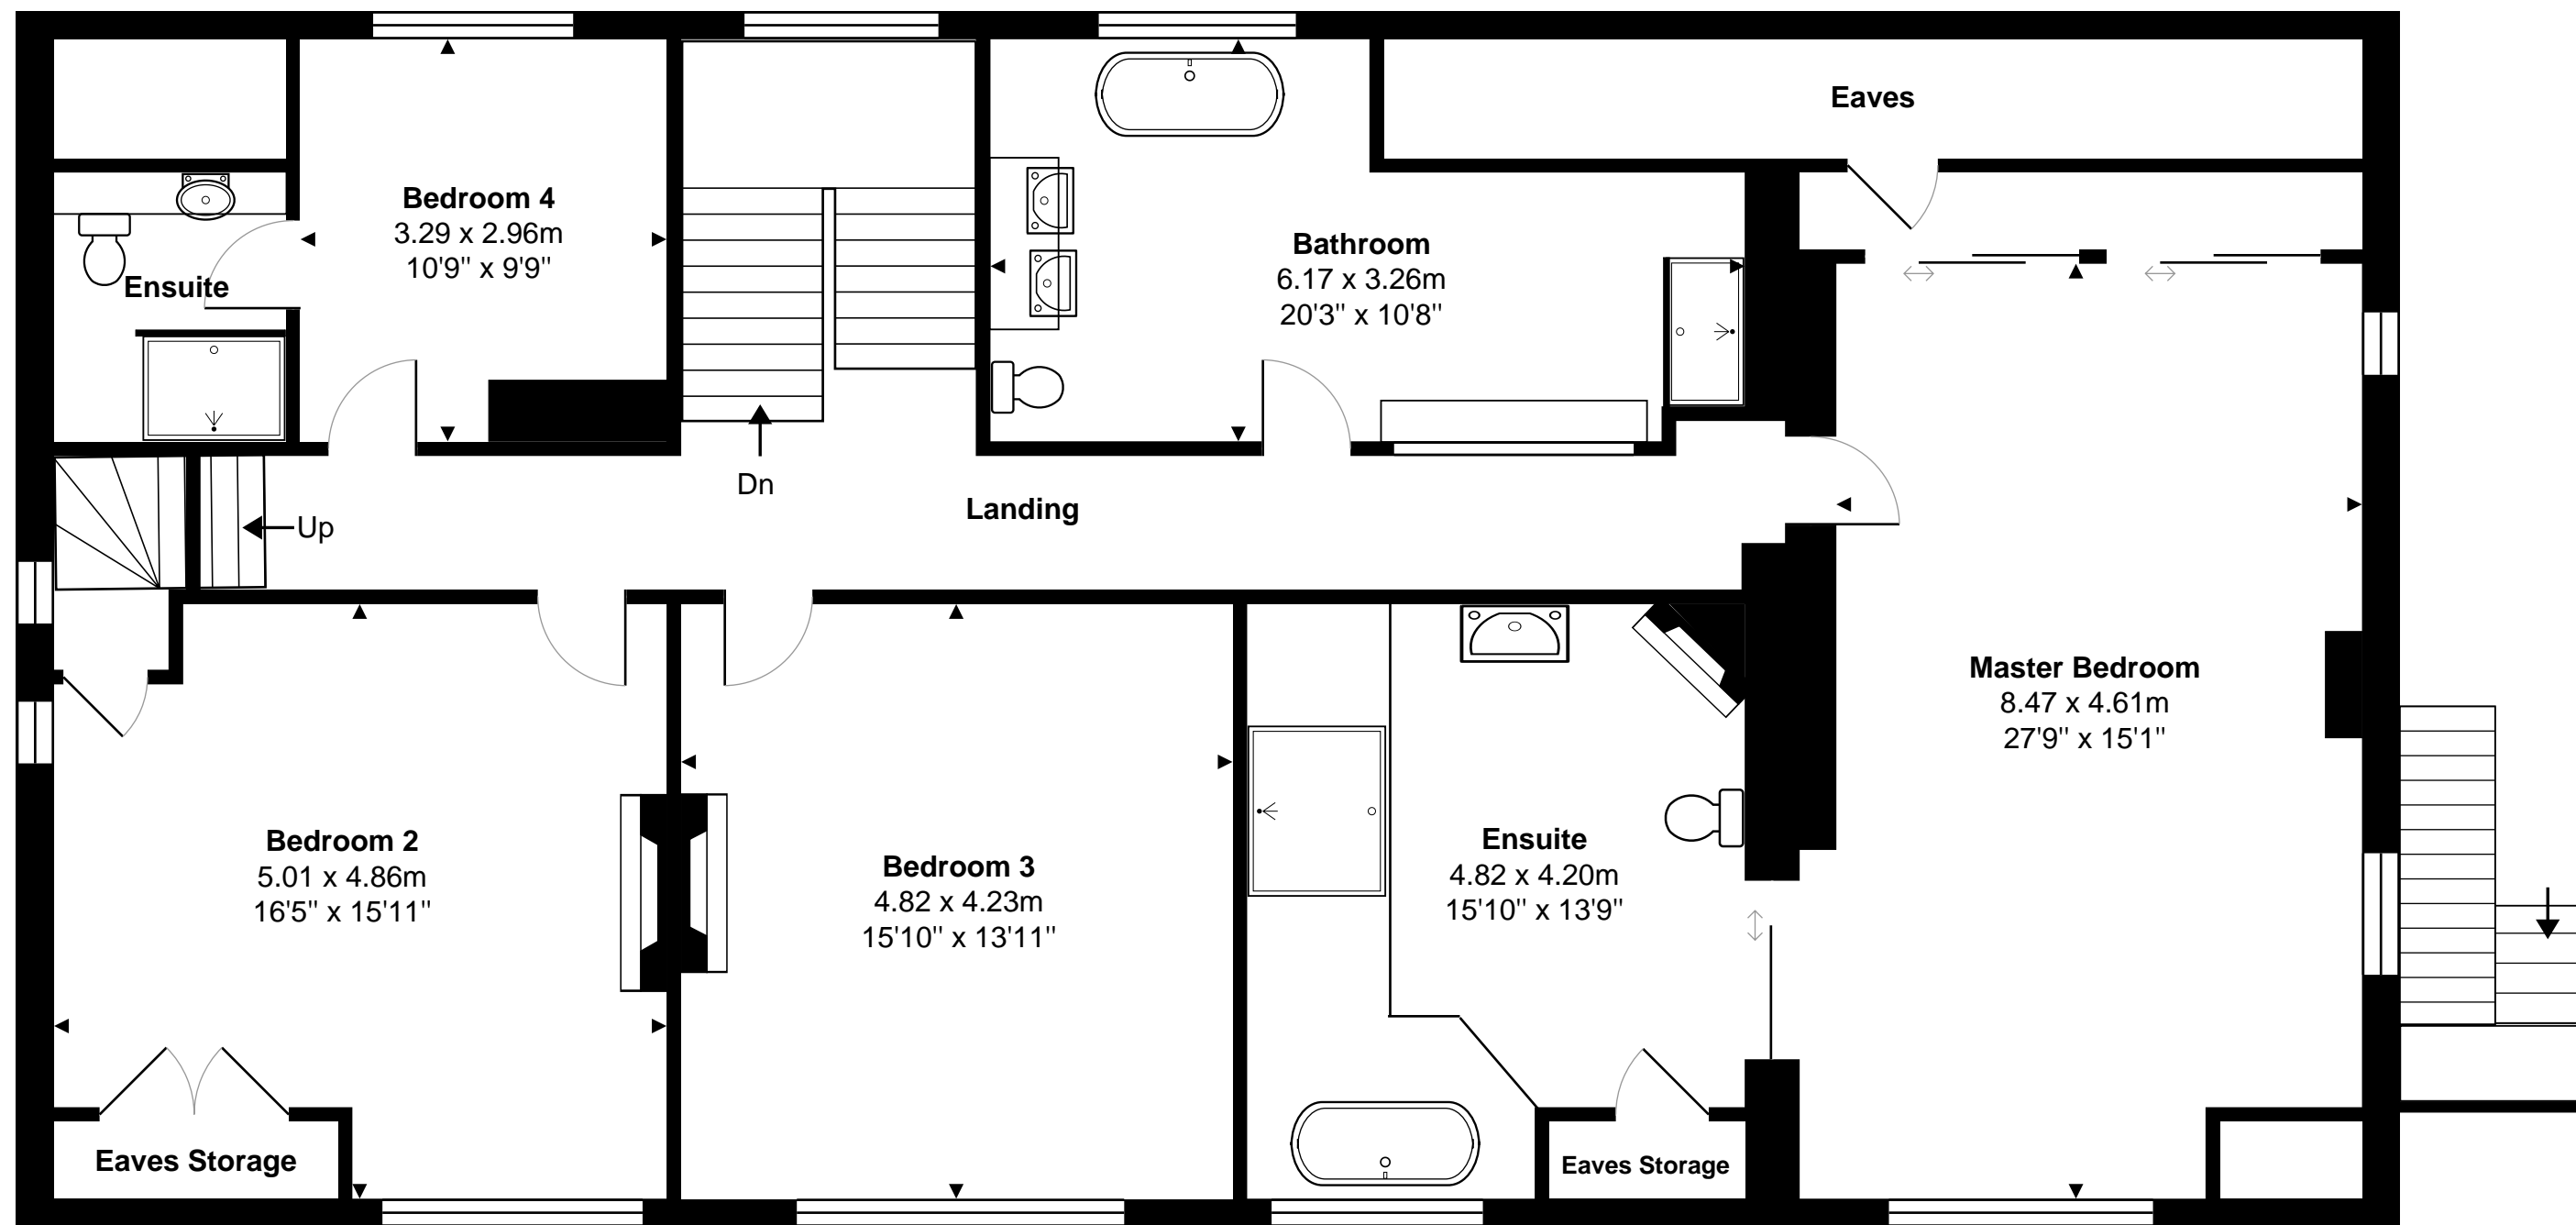 Eaves
Bedroom 4
3.29 x 2.96m
10'9" x 9'9"
Ensuite
Bathroom
6.17 x 3.26m
20'3" x 10'8"
Dn
Landing
Up
Master Bedroom
8.47 x 4.61m
27'9" x 15'1"
Bedroom 2
5.01 x 4.86m
16'5" x 15'11"
Bedroom 3
4.82 x 4.23m
15'10" x 13'11"
Ensuite
4.82 x 4.20m
15'10" x 13'9"
Eaves Storage
Eaves Storage